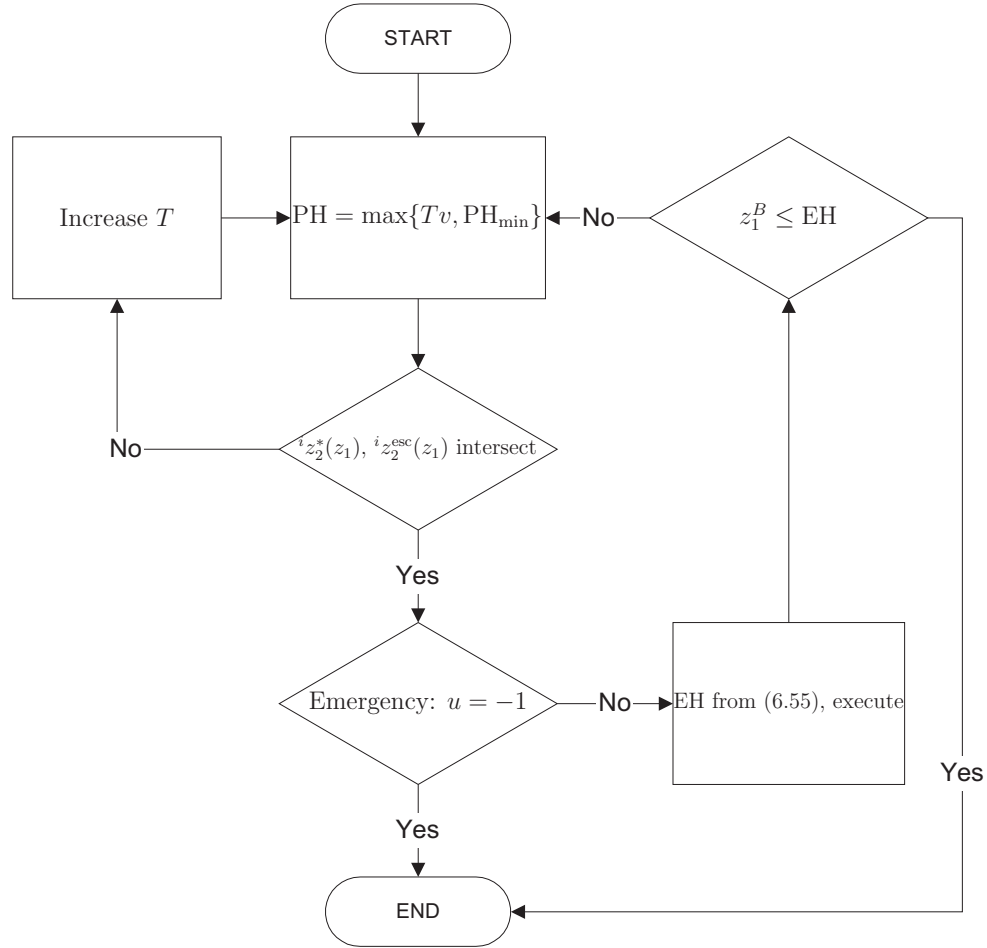 START
Increase T
PH = max{Tv, PH_min}
No
z_1^B ≤ EH
No
^i z_2^*(z_1), ^i z_2^esc(z_1) intersect
Yes
Emergency: u = −1
No
EH from (6.55), execute
Yes
Yes
END